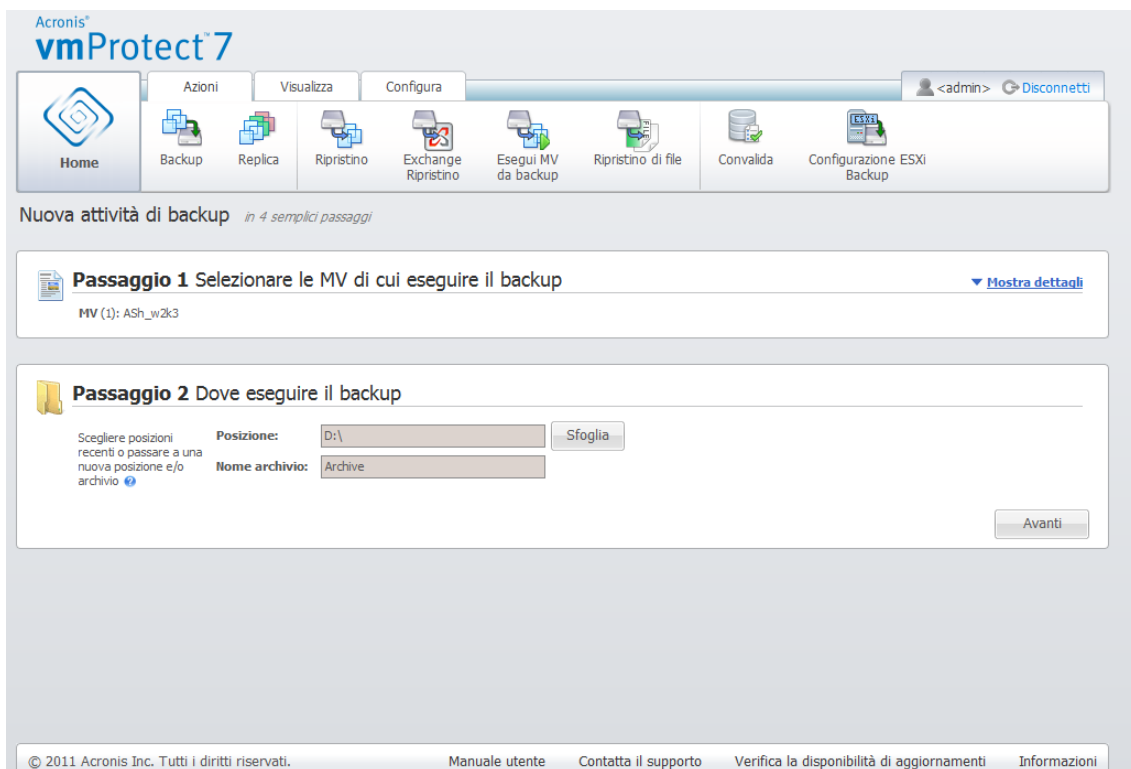 Acronis®
vmProtect™ 7
Azioni Visualizza Configura
<admin> Disconnetti
Home
Backup
Replica
Ripristino
Exchange Ripristino
Esegui MV da backup
Ripristino di file
Convalida
Configurazione ESXi Backup
ESXi
Nuova attività di backup in 4 semplici passaggi
Passaggio 1 Selezionare le MV di cui eseguire il backup
Mostra dettagli
MV (1): ASh_w2k3
Passaggio 2 Dove eseguire il backup
Scegliere posizioni
recenti o passare a una
nuova posizione e/o
archivio
Posizione: D:\ Sfoglia
Nome archivio: Archive
Avanti
© 2011 Acronis Inc. Tutti i diritti riservati. Manuale utente Contatta il supporto Verifica la disponibilità di aggiornamenti Informazioni